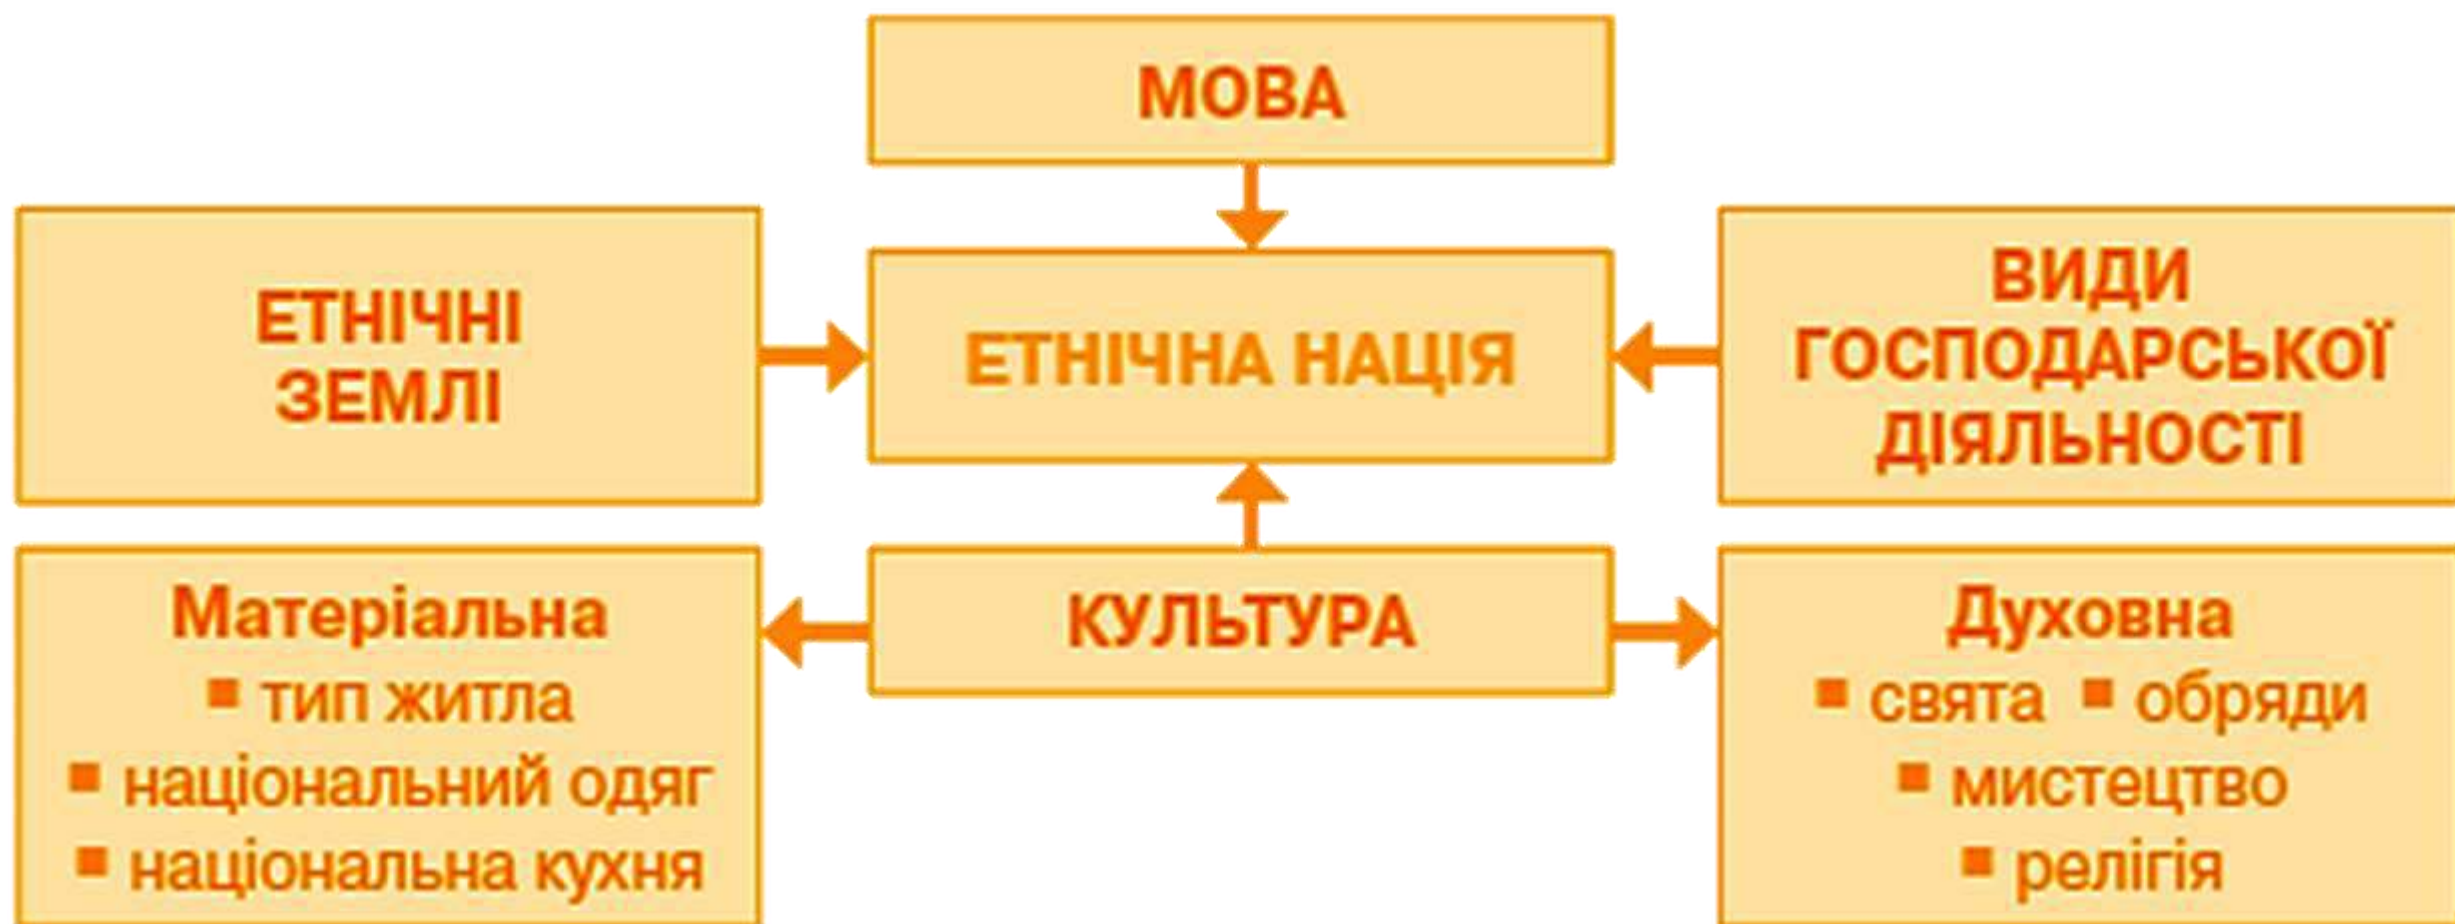 МОВА
ЕТНІЧНІ
ЗЕМЛІ
ЕТНІЧНА НАЦІЯ
ВИДИ
ГОСПОДАРСЬКОЇ
ДІЯЛЬНОСТІ
Матеріальна
▪ тип житла
▪ національний одяг
▪ національна кухня
КУЛЬТУРА
Духовна
▪ свята ▪ обряди
▪ мистецтво
▪ релігія